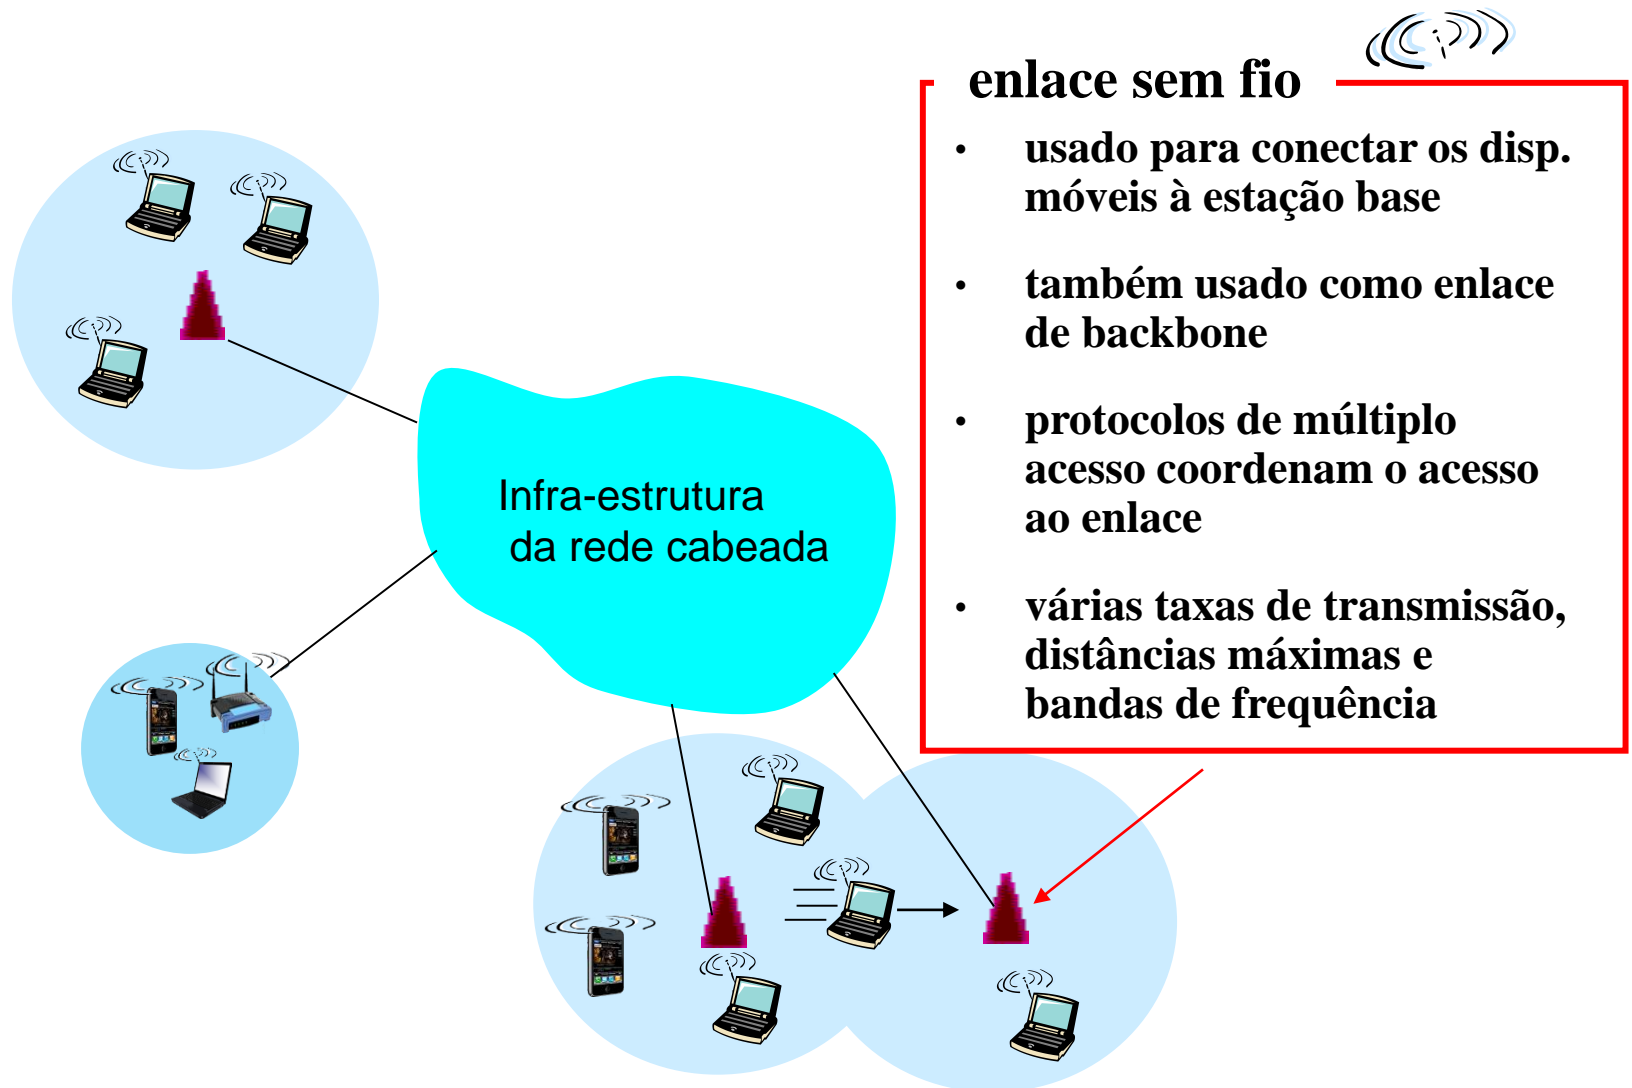 enlace sem fio
• usado para conectar os disp.
móveis à estação base
• também usado como enlace
de backbone
• protocolos de múltiplo
acesso coordenam o acesso
ao enlace
• várias taxas de transmissão,
distâncias máximas e
bandas de frequência
Infra-estrutura
da rede cabeada